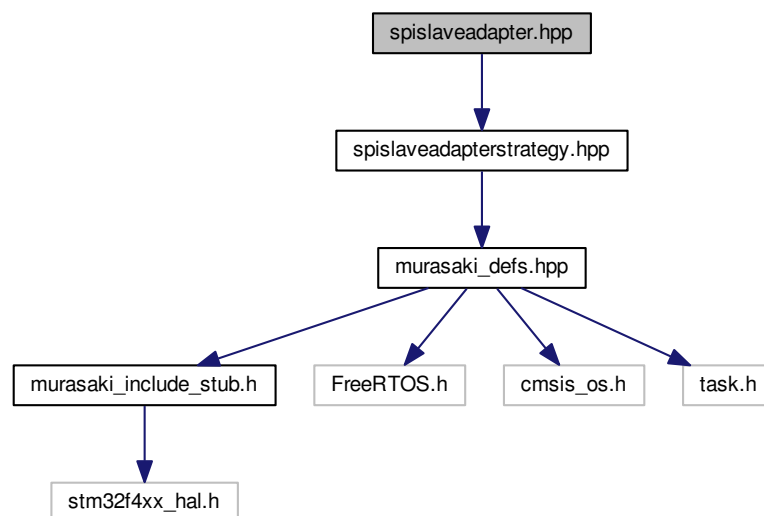 spislaveadapter.hpp
spislaveadapterstrategy.hpp
murasaki_defs.hpp
murasaki_include_stub.h
FreeRTOS.h
cmsis_os.h
task.h
stm32f4xx_hal.h